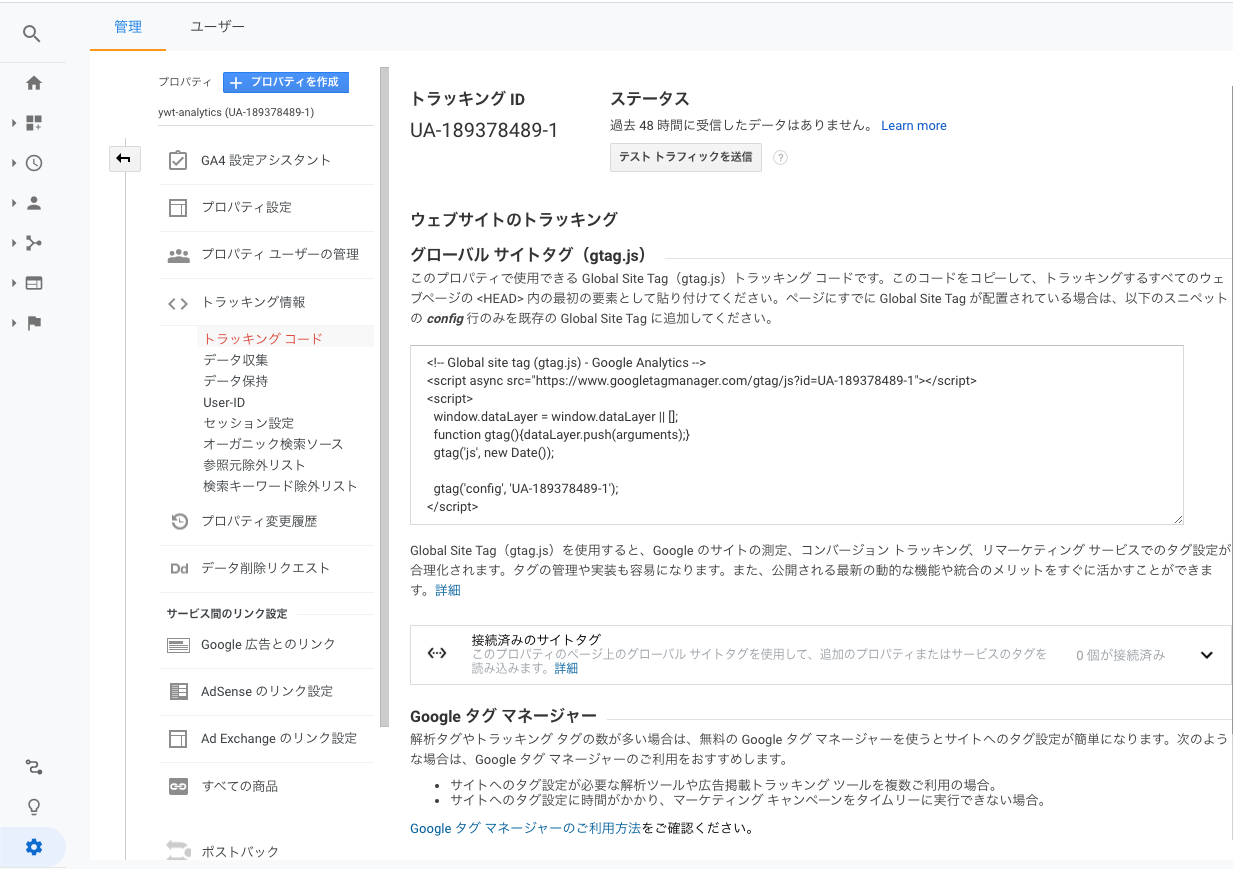 管理 ユーザー
プロパティ + プロパティを作成
ywt-analytics (UA-189378489-1)
GA4 設定アシスタント
プロパティ設定
プロパティ ユーザーの管理
トラッキング情報
トラッキング コード
データ収集
データ保持
User-ID
セッション設定
オーガニック検索ソース
参照元除外リスト
検索キーワード除外リスト
プロパティ変更履歴
Dd データ削除リクエスト
サービス間のリンク設定
Google 広告とのリンク
AdSense のリンク設定
Ad Exchange のリンク設定
すべての商品
ポストバック
トラッキング ID
UA-189378489-1
ステータス
過去 48 時間に受信したデータはありません。 Learn more
テスト トラフィックを送信 ?
ウェブサイトのトラッキング
グローバル サイトタグ（gtag.js）
このプロパティで使用できる Global Site Tag（gtag.js）トラッキング コードです。このコードをコピーして、トラッキングするすべてのウェ
ブページの <HEAD> 内の最初の要素として貼り付けてください。ページにすでに Global Site Tag が配置されている場合は、以下のスニペット
の config 行のみを既存の Global Site Tag に追加してください。
<!-- Global site tag (gtag.js) - Google Analytics -->
<script async src="https://www.googletagmanager.com/gtag/js?id=UA-189378489-1"></script>
<script>
window.dataLayer = window.dataLayer || [];
function gtag(){dataLayer.push(arguments);}
gtag('js', new Date());
gtag('config', 'UA-189378489-1');
</script>
Global Site Tag（gtag.js）を使用すると、Google のサイトの測定、コンバージョン トラッキング、リマーケティング サービスでのタグ設定が
合理化されます。タグの管理や実装も容易になります。また、公開される最新の動的な機能や統合のメリットをすぐに活かすことができま
す。詳細
接続済みのサイトタグ
このプロパティのページ上のグローバル サイトタグを使用して、追加のプロパティまたはサービスのタグを
読み込みます。詳細
0 個が接続済み
Google タグ マネージャー
解析タグやトラッキング タグの数が多い場合は、無料の Google タグ マネージャーを使うとサイトへのタグ設定が簡単になります。次のよう
な場合は、Google タグ マネージャーのご利用をおすすめします。
• サイトへのタグ設定が必要な解析ツールや広告掲載トラッキング ツールを複数ご利用の場合。
• サイトへのタグ設定に時間がかかり、マーケティング キャンペーンをタイムリーに実行できない場合。
Google タグ マネージャーのご利用方法をご確認ください。